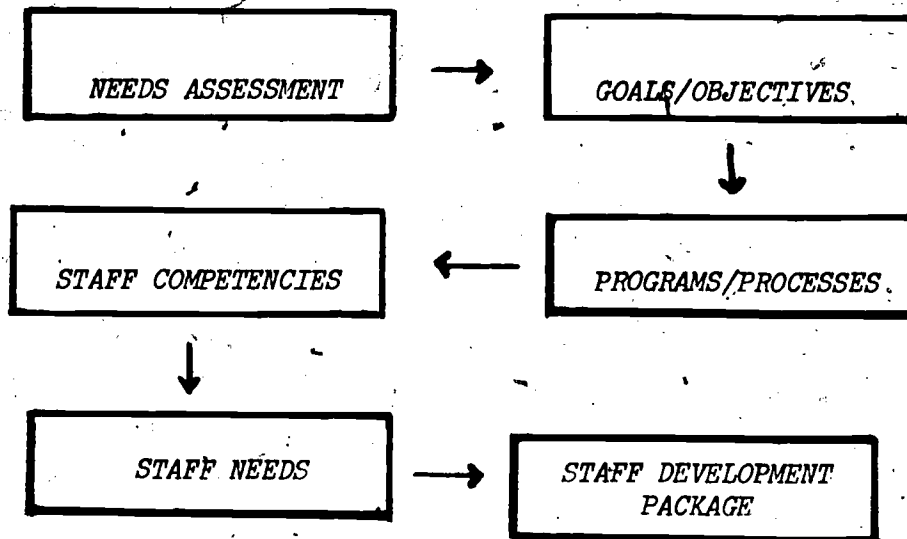 NEEDS ASSESSMENT
GOALS/OBJECTIVES
PROGRAMS/PROCESSES
STAFF COMPETENCIES
STAFF NEEDS
STAFF DEVELOPMENT
PACKAGE